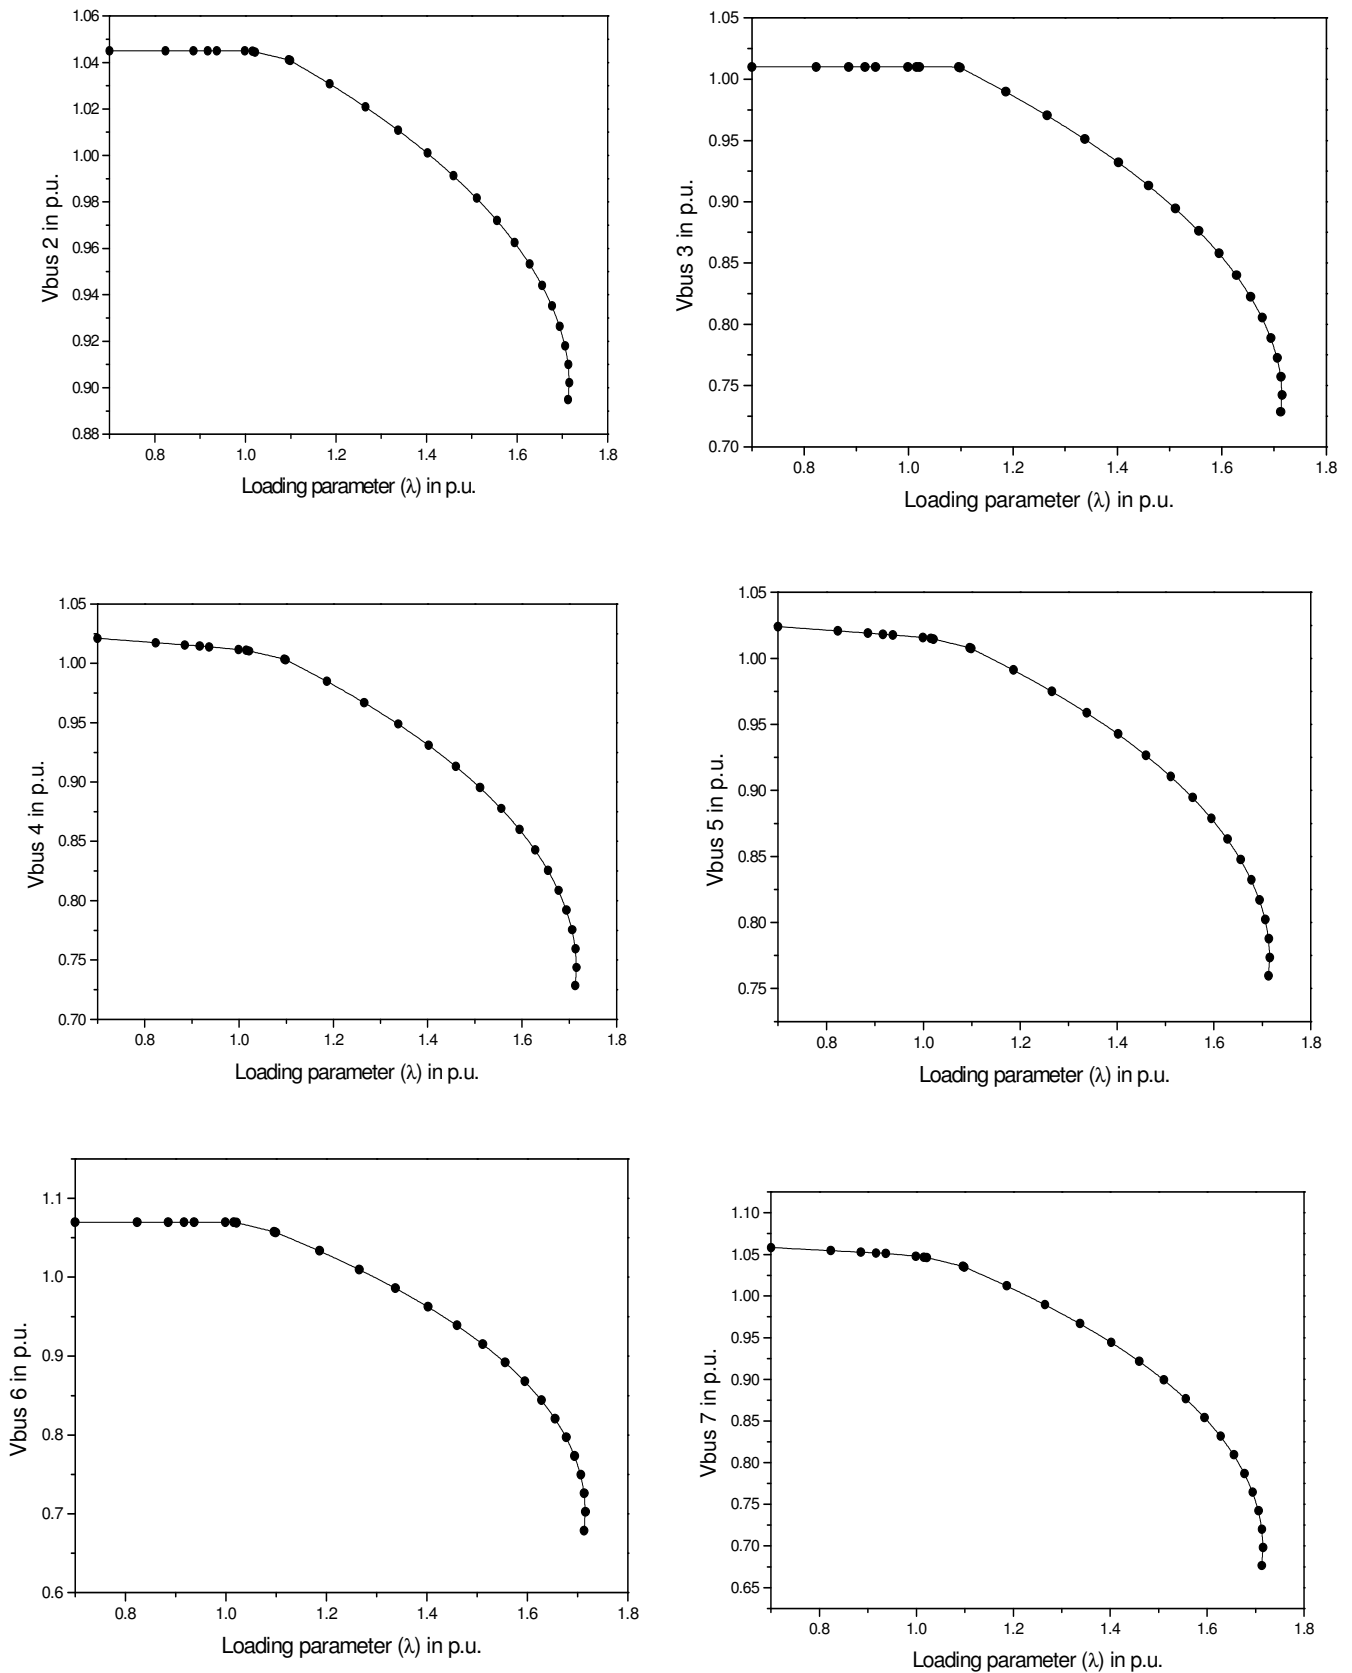 1.06
1.04
1.02
1.00
0.98
0.96
0.94
0.92
0.90
0.88
Vbus 2 in p.u.
0.8 1.0 1.2 1.4 1.6 1.8
Loading parameter (λ) in p.u.
1.05
1.00
0.95
0.90
0.85
0.80
0.75
0.70
Vbus 3 in p.u.
0.8 1.0 1.2 1.4 1.6 1.8
Loading parameter (λ) in p.u.
1.05
1.00
0.95
0.90
0.85
0.80
0.75
0.70
Vbus 4 in p.u.
0.8 1.0 1.2 1.4 1.6 1.8
Loading parameter (λ) in p.u.
1.05
1.00
0.95
0.90
0.85
0.80
0.75
Vbus 5 in p.u.
0.8 1.0 1.2 1.4 1.6 1.8
Loading parameter (λ) in p.u.
1.1
1.0
0.9
0.8
0.7
0.6
Vbus 6 in p.u.
0.8 1.0 1.2 1.4 1.6 1.8
Loading parameter (λ) in p.u.
1.10
1.05
1.00
0.95
0.90
0.85
0.80
0.75
0.70
0.65
Vbus 7 in p.u.
0.8 1.0 1.2 1.4 1.6 1.8
Loading parameter (λ) in p.u.